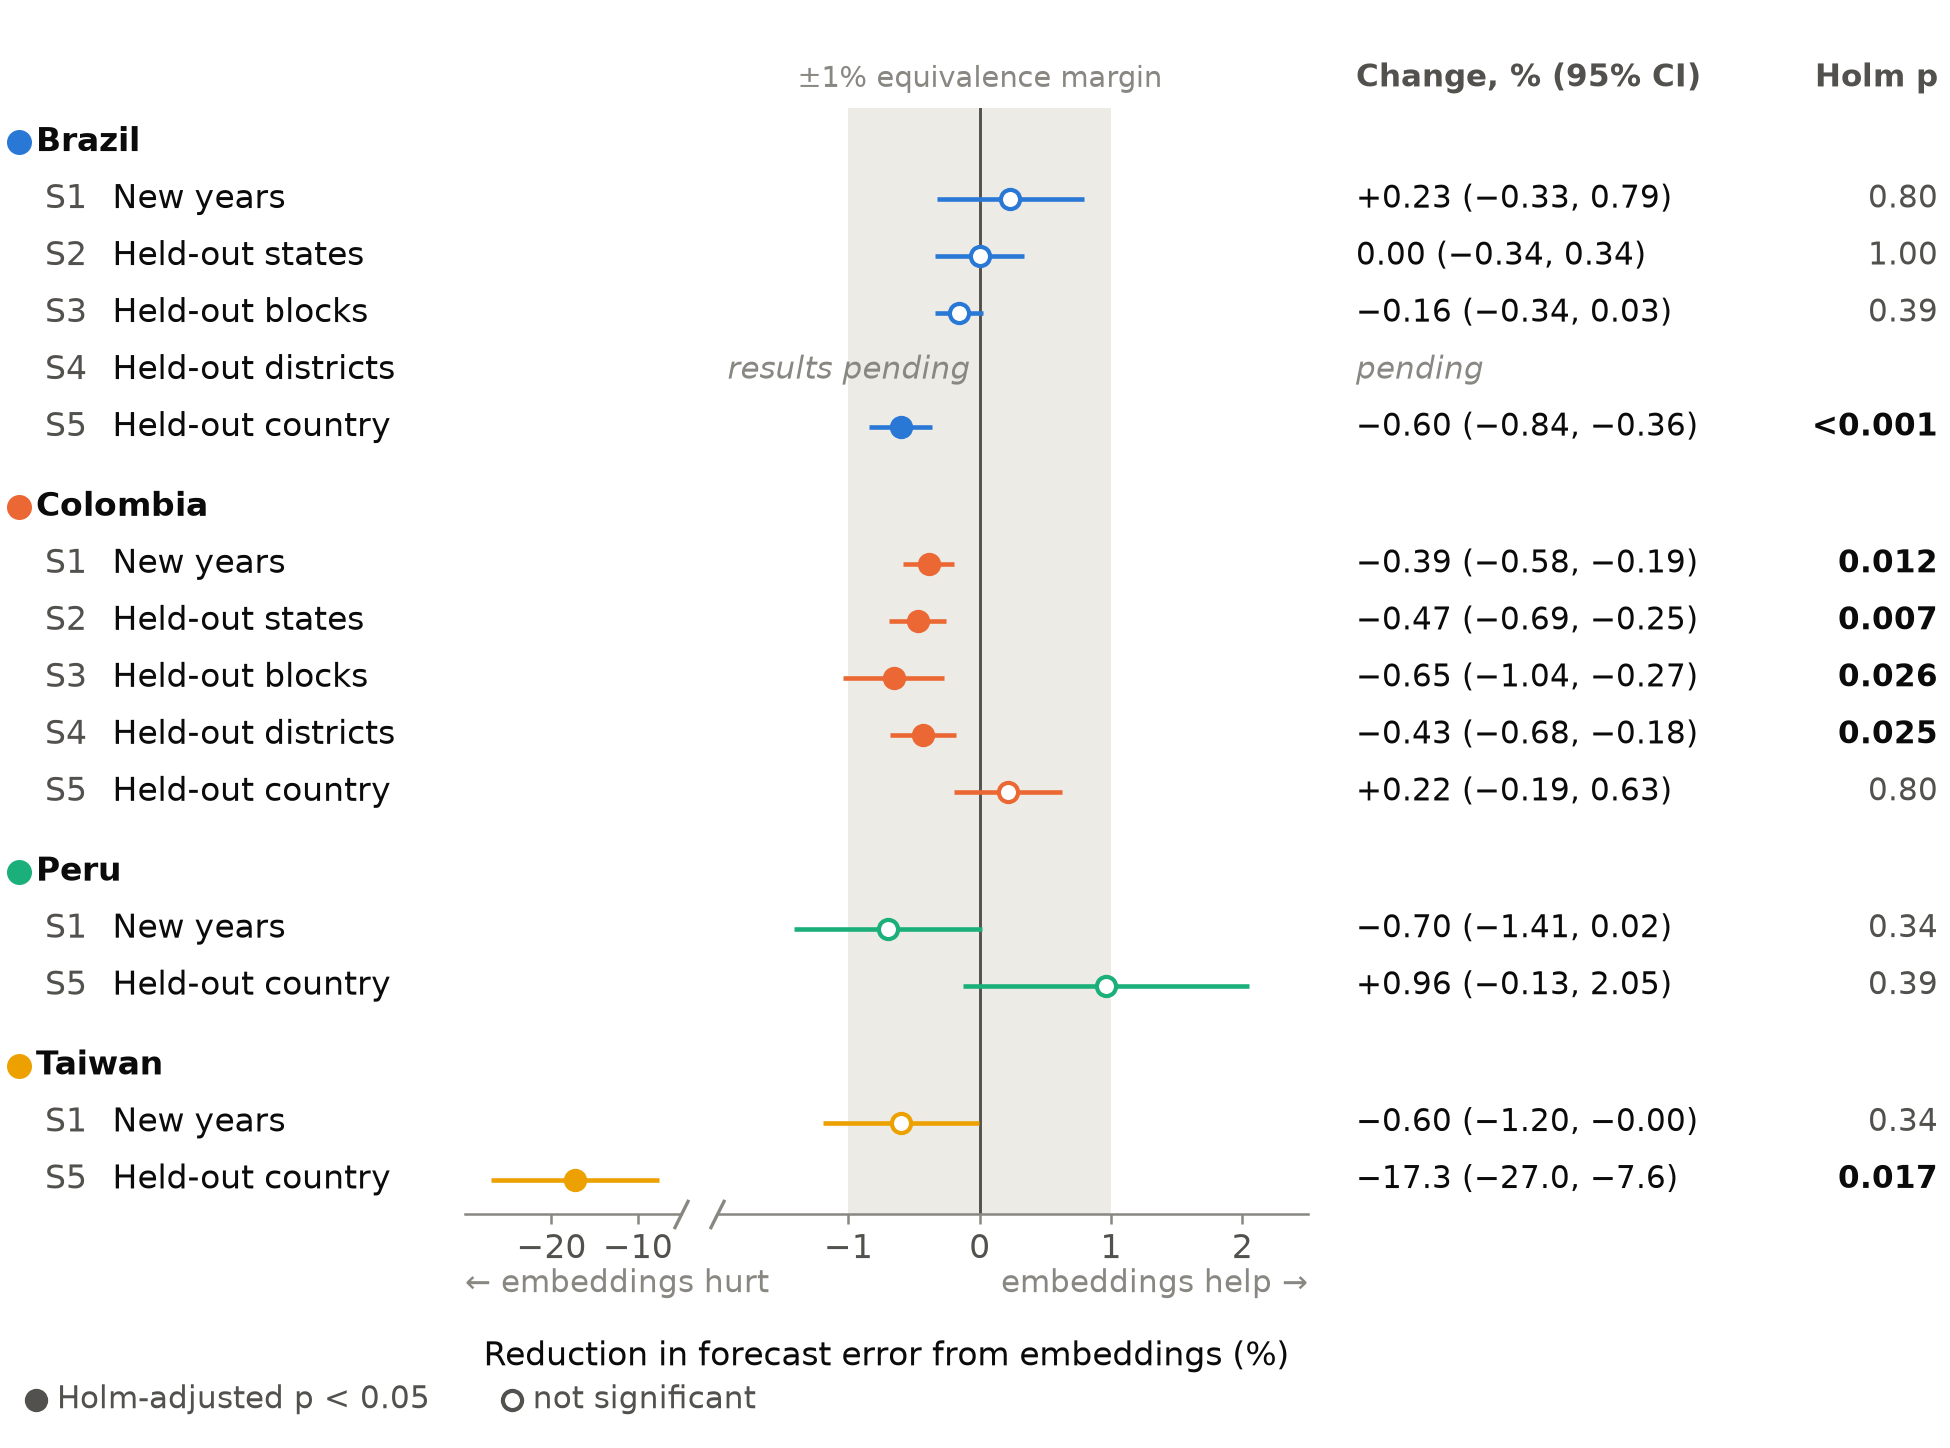 ±1% equivalence margin Change, % (95% CI) Holm p
Brazil
S1 New years +0.23 (−0.33, 0.79) 0.80
S2 Held-out states 0.00 (−0.34, 0.34) 1.00
S3 Held-out blocks −0.16 (−0.34, 0.03) 0.39
S4 Held-out districts results pending pending
S5 Held-out country −0.60 (−0.84, −0.36) <0.001
Colombia
S1 New years −0.39 (−0.58, −0.19) 0.012
S2 Held-out states −0.47 (−0.69, −0.25) 0.007
S3 Held-out blocks −0.65 (−1.04, −0.27) 0.026
S4 Held-out districts −0.43 (−0.68, −0.18) 0.025
S5 Held-out country +0.22 (−0.19, 0.63) 0.80
Peru
S1 New years −0.70 (−1.41, 0.02) 0.34
S5 Held-out country +0.96 (−0.13, 2.05) 0.39
Taiwan
S1 New years −0.60 (−1.20, −0.00) 0.34
S5 Held-out country −17.3 (−27.0, −7.6) 0.017
−20 −10 −1 0 1 2
← embeddings hurt embeddings help →
Reduction in forecast error from embeddings (%)
Holm-adjusted p < 0.05 not significant